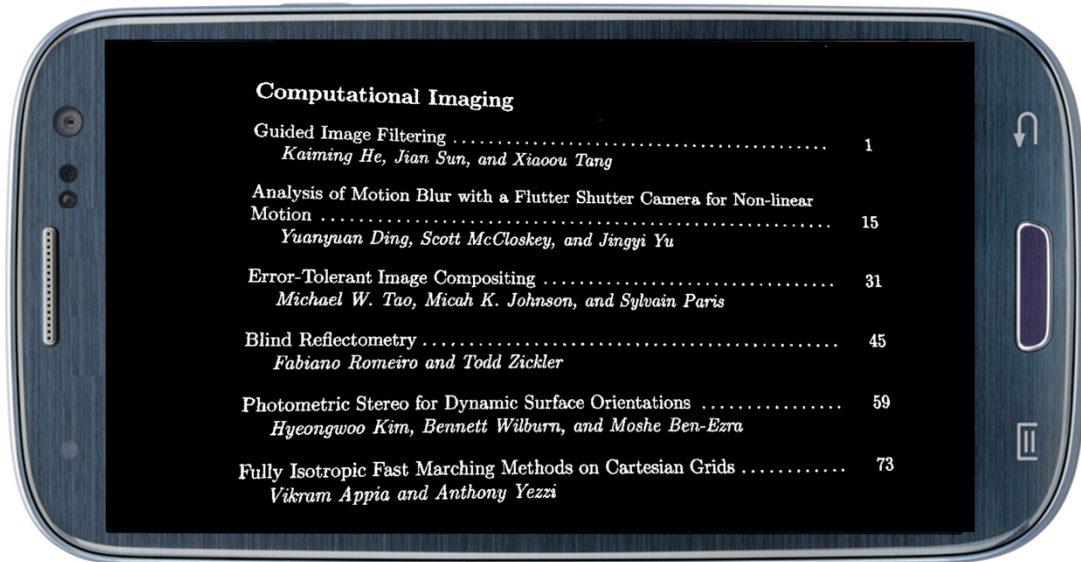 Computational Imaging
Guided Image Filtering ............................................ 1
Kaiming He, Jian Sun, and Xiaoou Tang
Analysis of Motion Blur with a Flutter Shutter Camera for Non-linear
Motion ............................................................ 15
Yuanyuan Ding, Scott McCloskey, and Jingyi Yu
Error-Tolerant Image Compositing .................................. 31
Michael W. Tao, Micah K. Johnson, and Sylvain Paris
Blind Reflectometry ............................................... 45
Fabiano Romeiro and Todd Zickler
Photometric Stereo for Dynamic Surface Orientations ................ 59
Hyeongwoo Kim, Bennett Wilburn, and Moshe Ben-Ezra
Fully Isotropic Fast Marching Methods on Cartesian Grids ............ 73
Vikram Appia and Anthony Yezzi